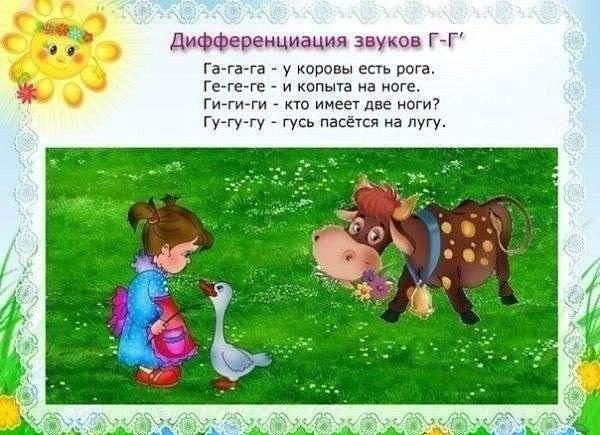 Дифференциация звуков Г-Г’
Га-га-га - у коровы есть рога.
Ге-ге-ге - и копыта на ноге.
Ги-ги-ги - кто имеет две ноги?
Гу-гу-гу - гусь пасётся на лугу.